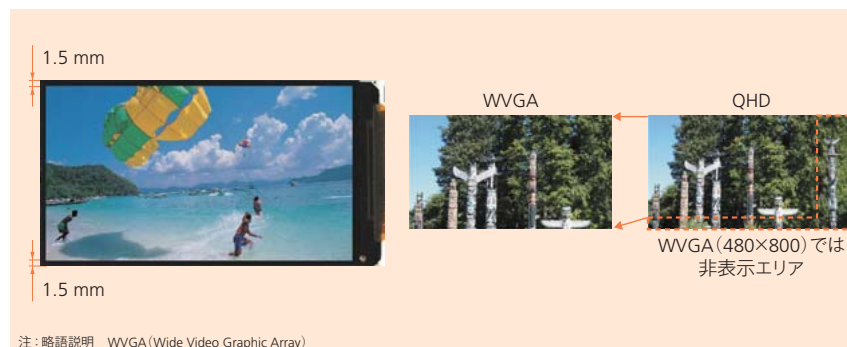 1.5 mm
1.5 mm
WVGA
QHD
WVGA(480×800)では
非表示エリア
注:略語説明 WVGA(Wide Video Graphic Array)